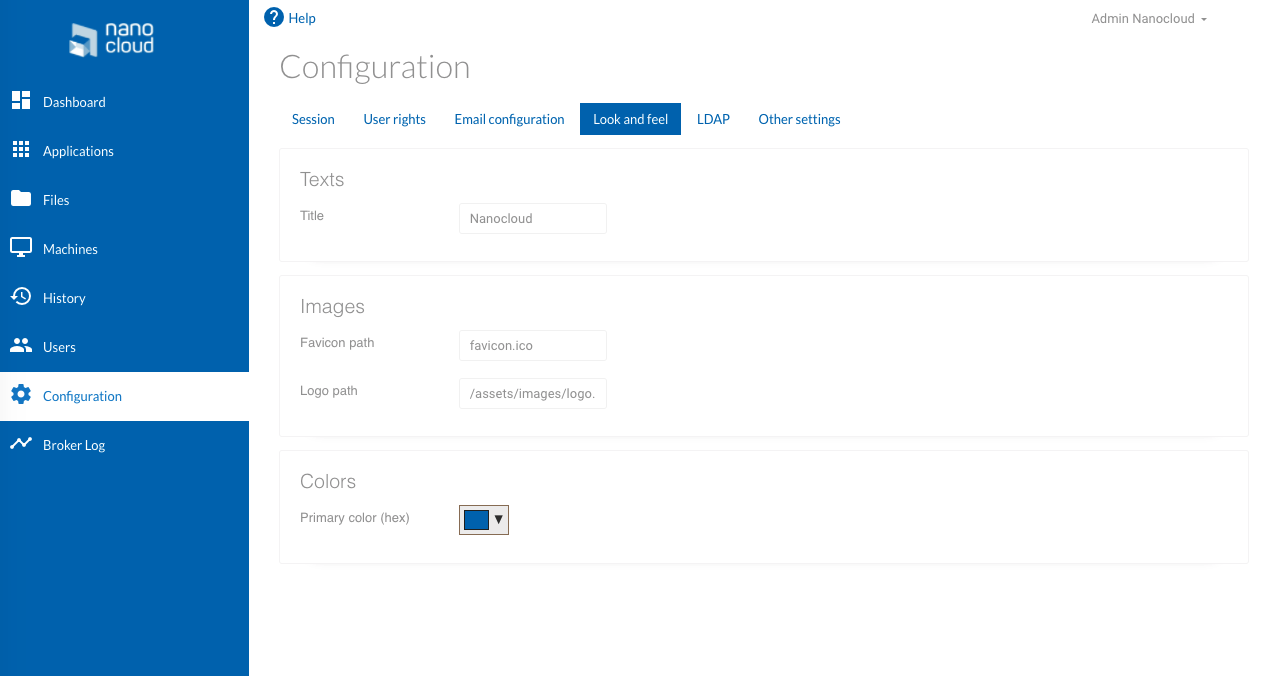 nano
cloud
Help
Admin Nanocloud
Configuration
Dashboard
Applications
Files
Machines
History
Users
Configuration
Broker Log
Session User rights Email configuration Look and feel LDAP Other settings
Texts
Title Nanocloud
Images
Favicon path favicon.ico
Logo path /assets/images/logo.
Colors
Primary color (hex)